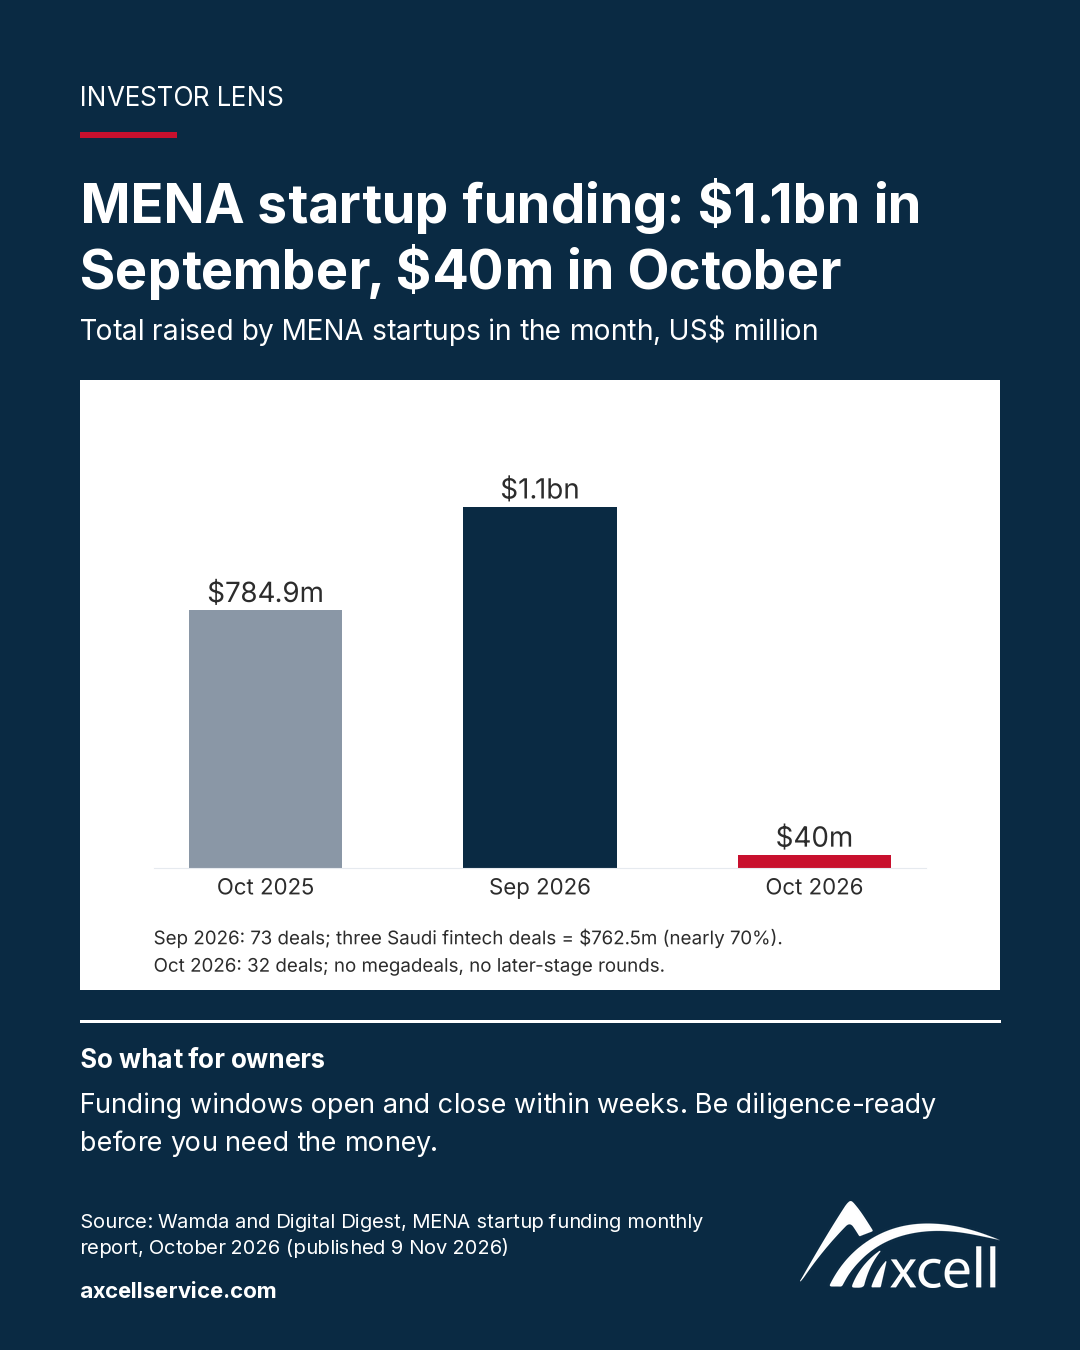 INVESTOR LENS
MENA startup funding: $1.1bn in
September, $40m in October
Total raised by MENA startups in the month, US$ million
$1.1bn
$784.9m
$40m
Oct 2025
Sep 2026
Oct 2026
Sep 2026: 73 deals; three Saudi fintech deals = $762.5m (nearly 70%).
Oct 2026: 32 deals; no megadeals, no later-stage rounds.
So what for owners
Funding windows open and close within weeks. Be diligence-ready
before you need the money.
Source: Wamda and Digital Digest, MENA startup funding monthly
report, October 2026 (published 9 Nov 2026)
axcellservice.com
Axcell